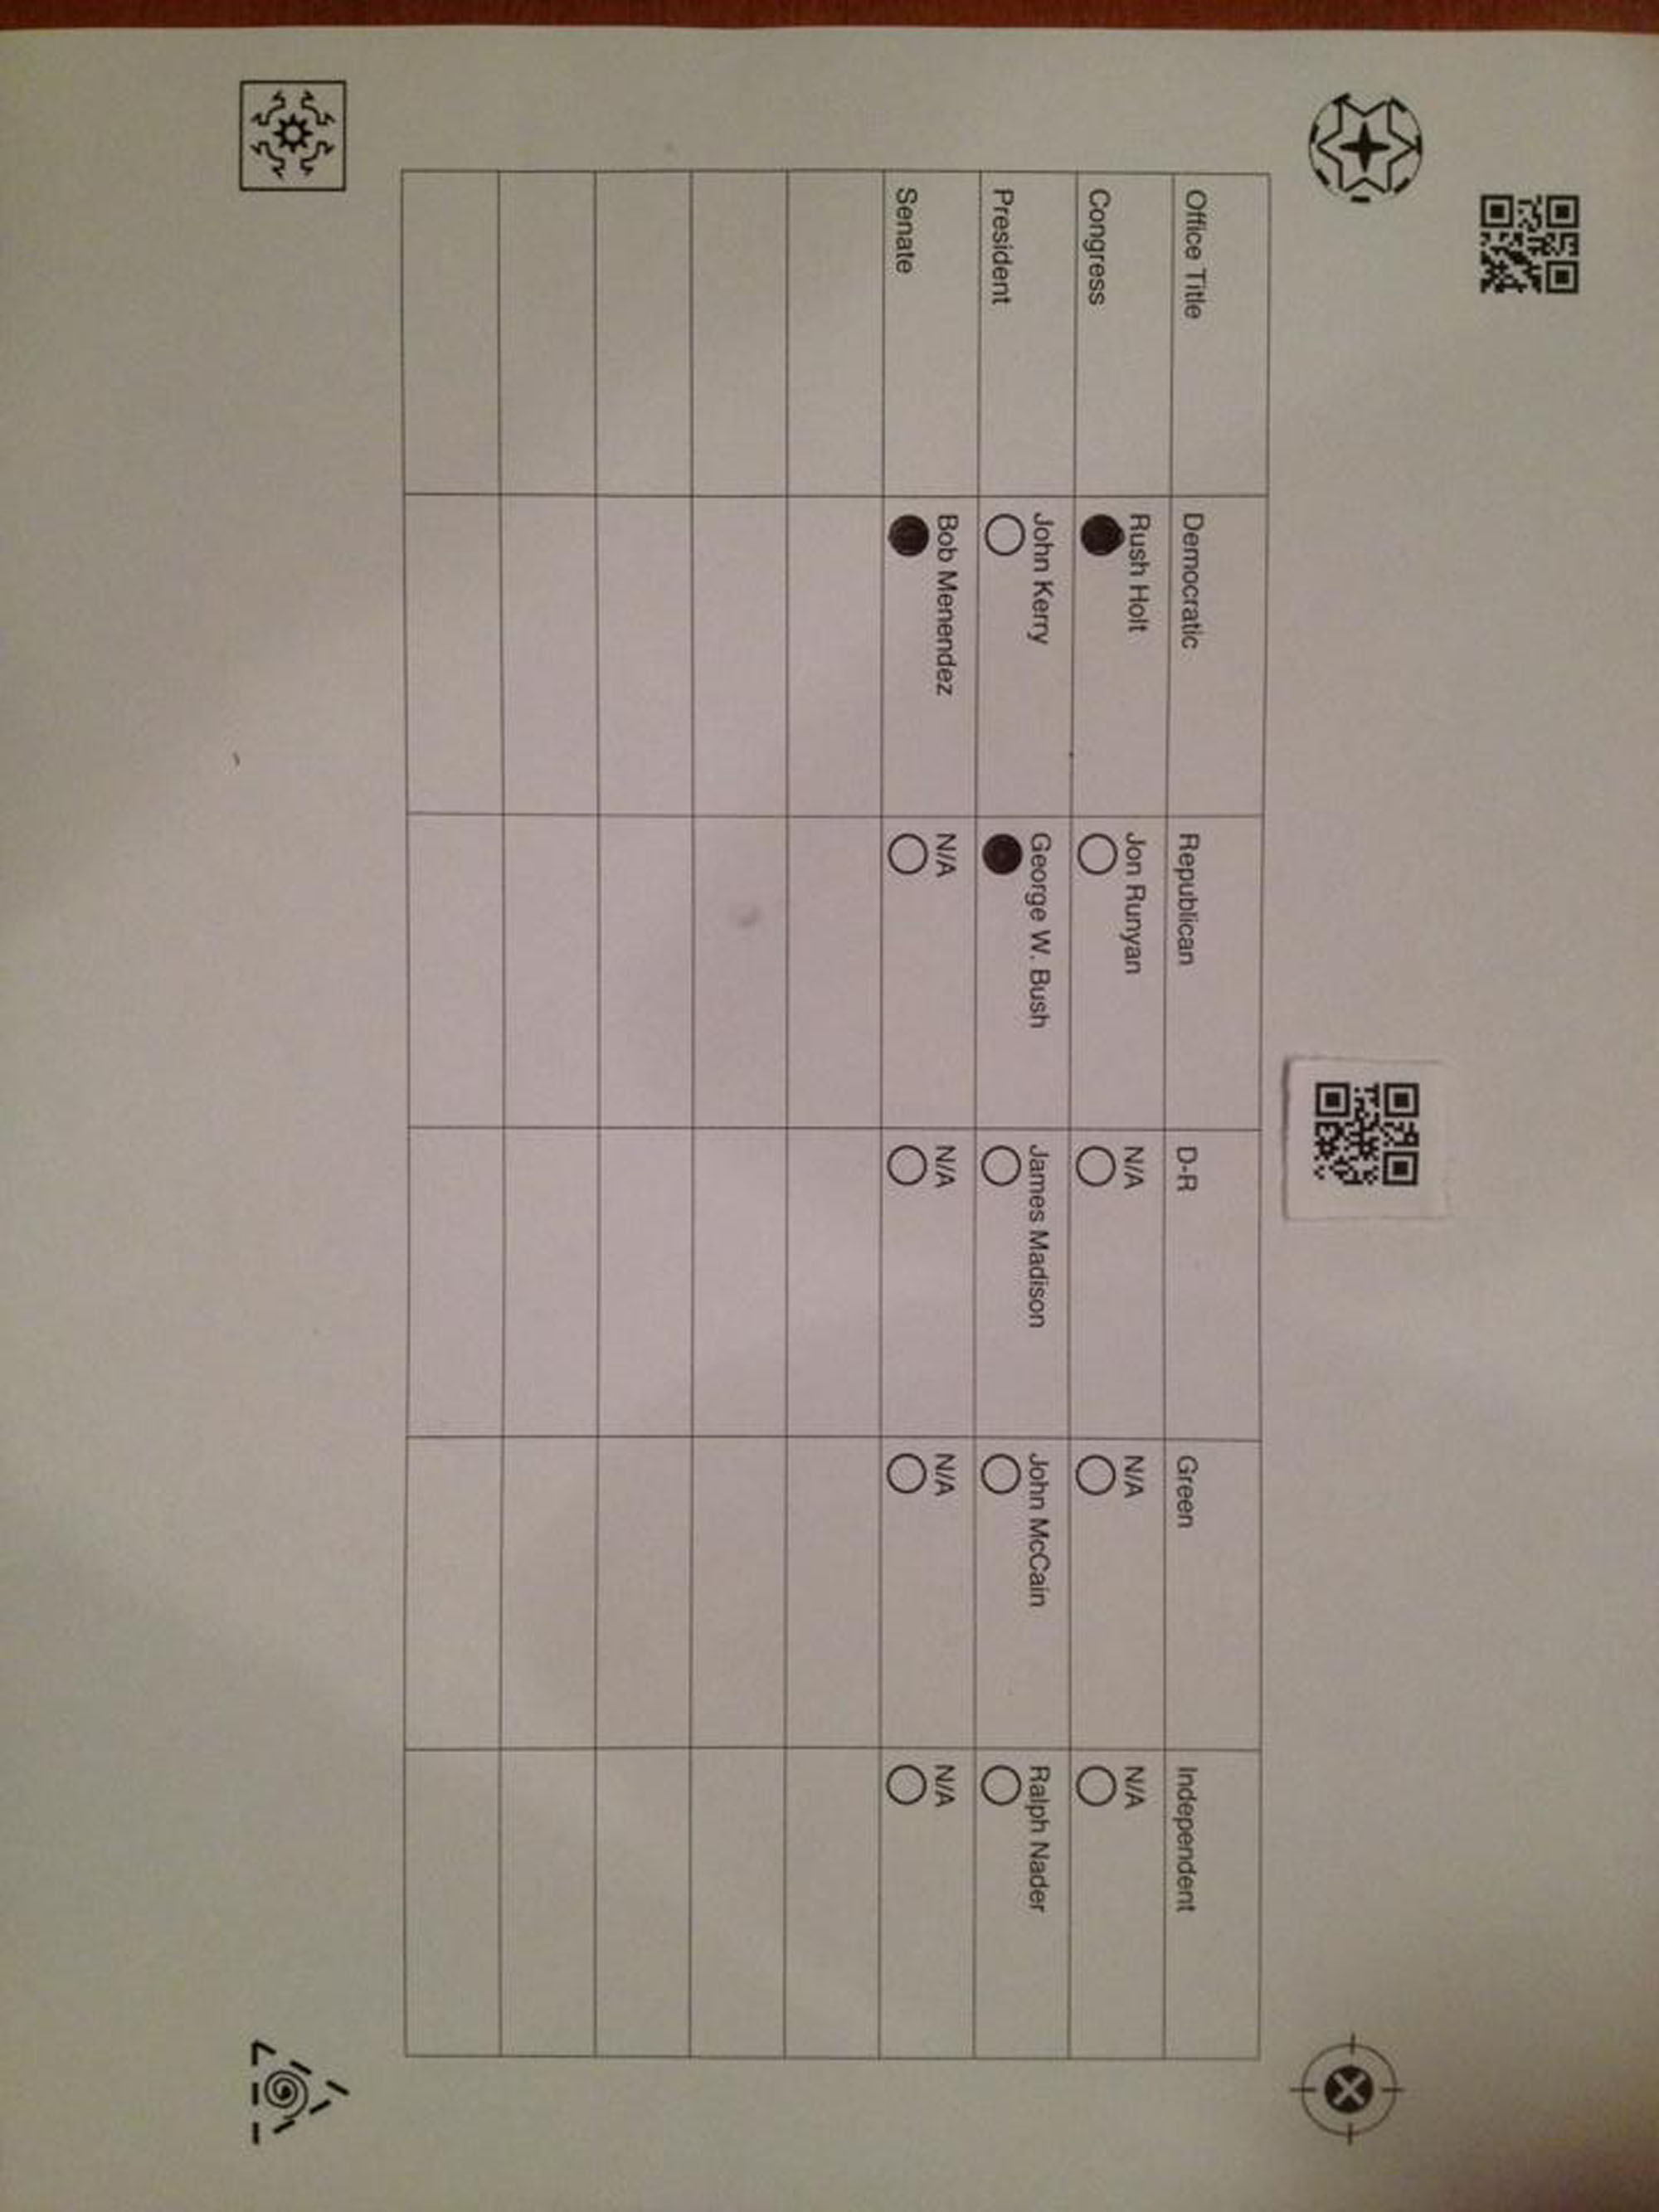 Office Title Democratic Republican D-R Green Independent
Congress Rush Holt Jon Runyan N/A N/A N/A
President John Kerry George W. Bush James Madison John McCain Ralph Nader
Senate Bob Menendez N/A N/A N/A N/A